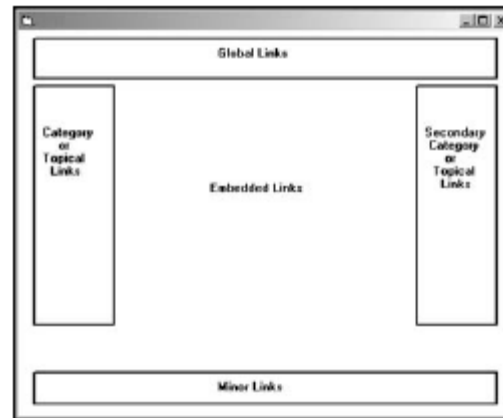 Global Links
Category
or
Topical
Links
Embedded Links
Secondary
Category
or
Topical
Links
Minor Links